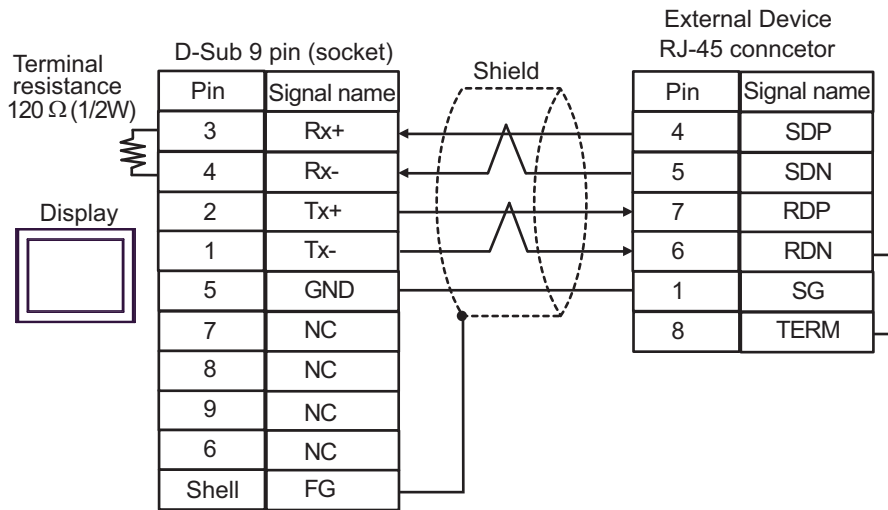 External Device
RJ-45 conncetor
D-Sub 9 pin (socket)
Terminal
resistance
120 Ω (1/2W)
Shield
Display
Pin Signal name
3 Rx+
4 Rx-
2 Tx+
1 Tx-
5 GND
7 NC
8 NC
9 NC
6 NC
Shell FG
Pin Signal name
4 SDP
5 SDN
7 RDP
6 RDN
1 SG
8 TERM